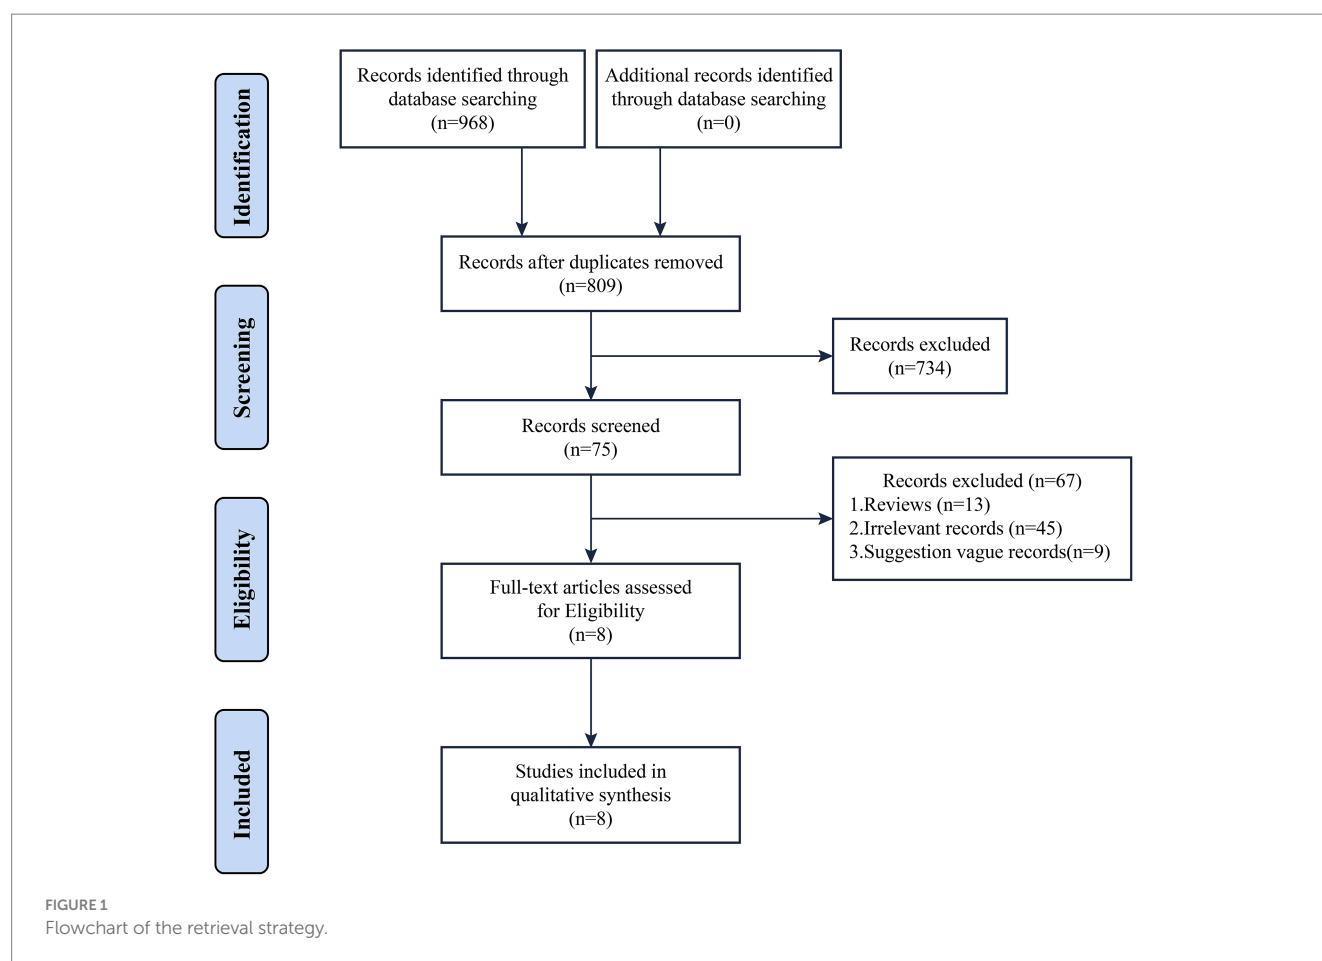 Identification
Records identified through
database searching
(n=968)
Additional records identified
through database searching
(n=0)
Records after duplicates removed
(n=809)
Screening
Records excluded
(n=734)
Records screened
(n=75)
Records excluded (n=67)
1.Reviews (n=13)
2.Irrelevant records (n=45)
3.Suggestion vague records(n=9)
Eligibility
Full-text articles assessed
for Eligibility
(n=8)
Included
Studies included in
qualitative synthesis
(n=8)
FIGURE 1
Flowchart of the retrieval strategy.